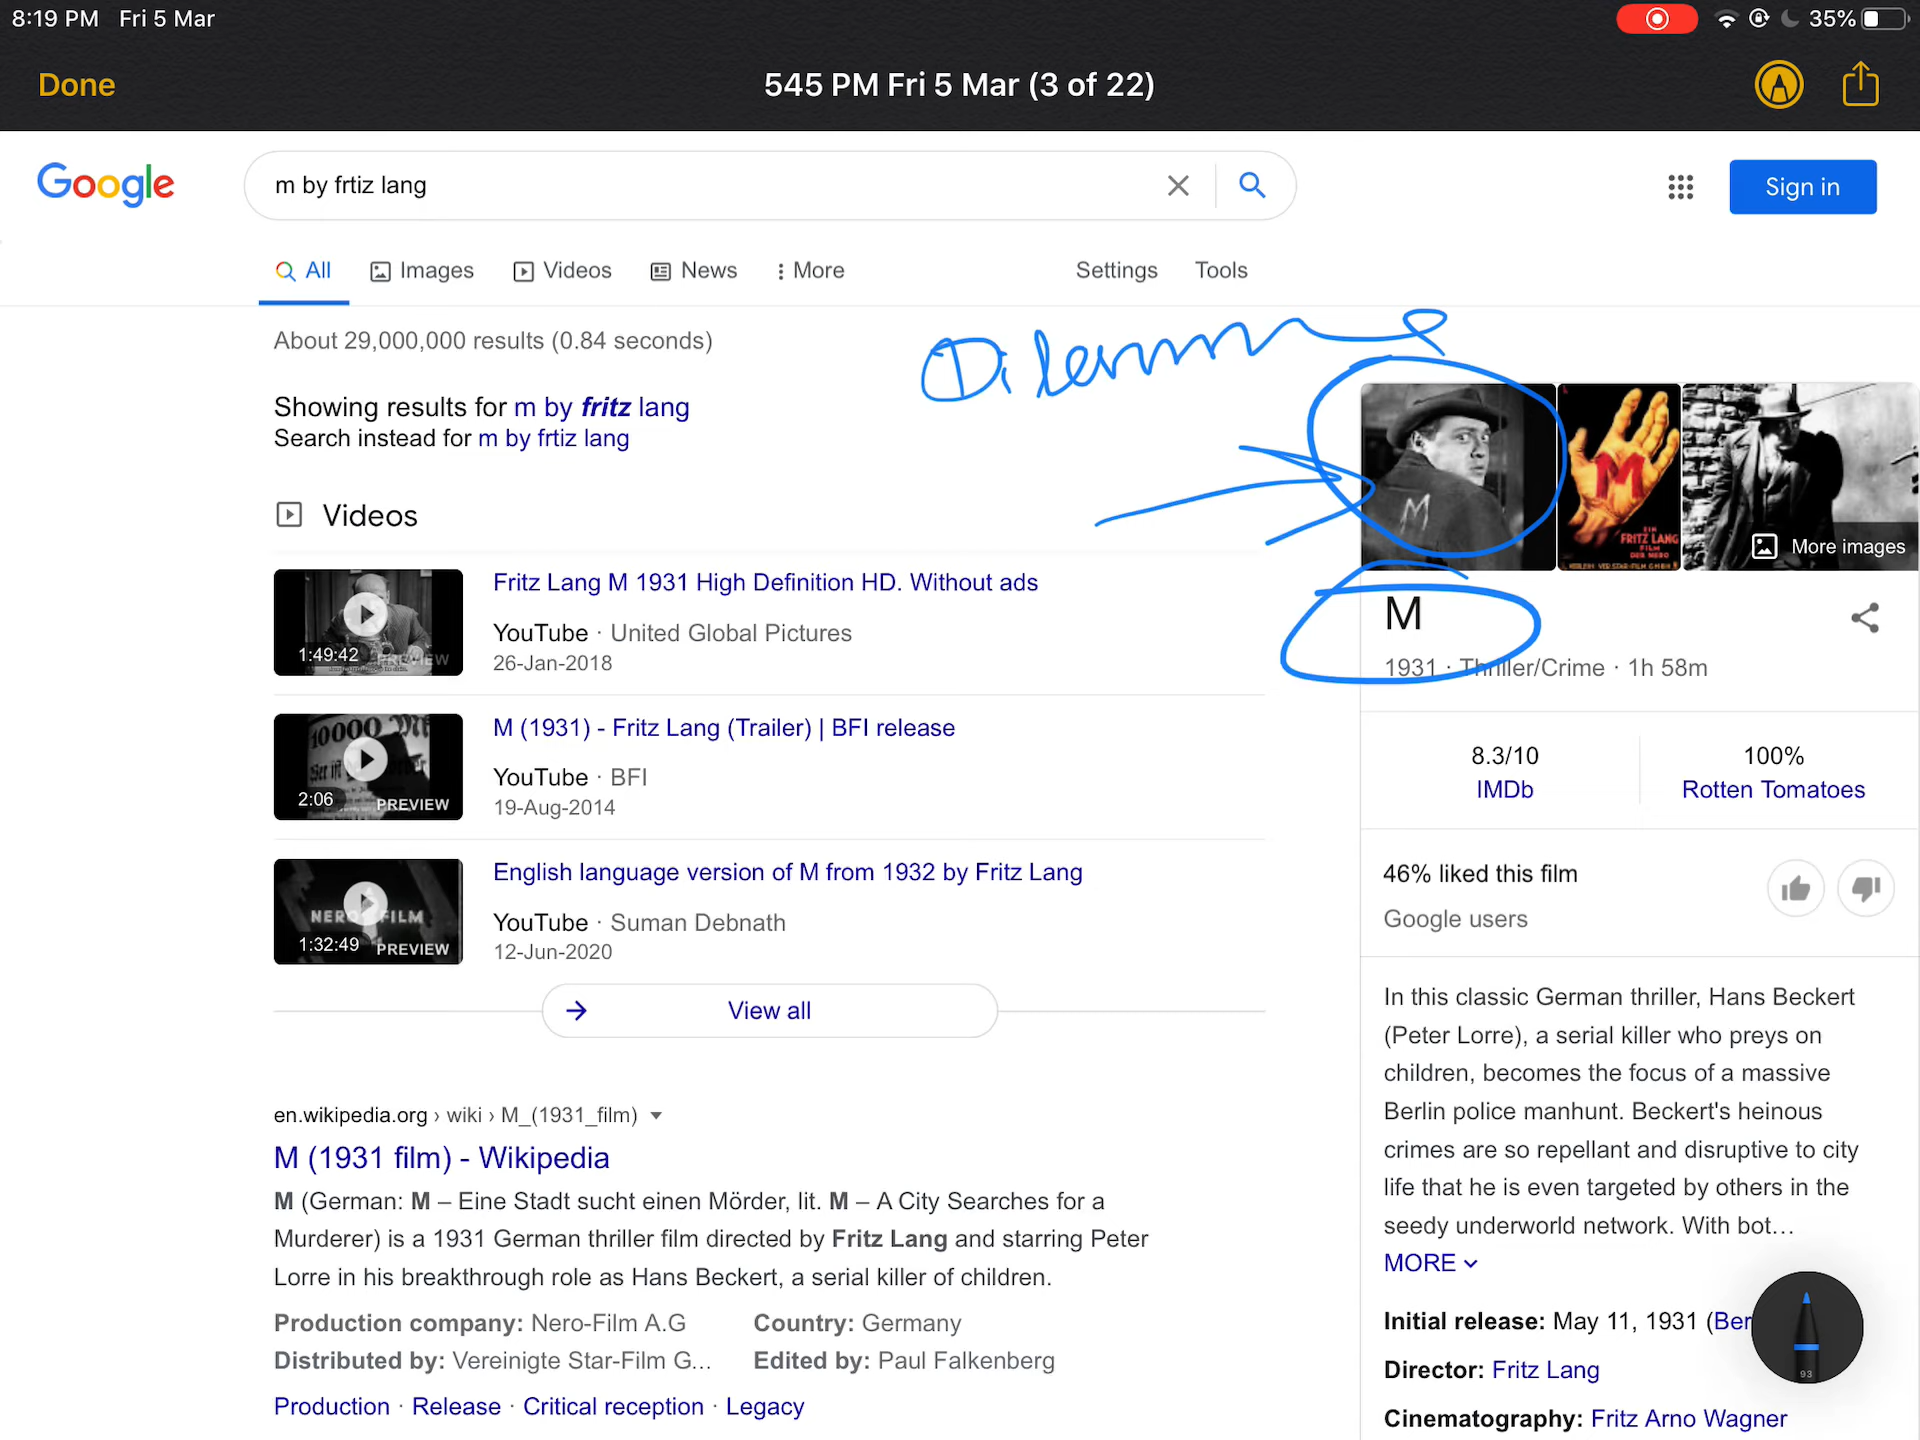 8:19 PM Fri 5 Mar
35%
Done
545 PM Fri 5 Mar (3 of 22)
Google
m by frtiz lang
Sign in
All Images Videos News More Settings Tools
About 29,000,000 results (0.84 seconds)
Dilemma
Showing results for m by fritz lang
Search instead for m by frtiz lang
Videos
Fritz Lang M 1931 High Definition HD. Without ads
YouTube · United Global Pictures
26-Jan-2018
1:49:42 PREVIEW
M (1931) - Fritz Lang (Trailer) | BFI release
YouTube · BFI
19-Aug-2014
10000
2:06 PREVIEW
English language version of M from 1932 by Fritz Lang
YouTube · Suman Debnath
12-Jun-2020
NERO FILM
1:32:49 PREVIEW
View all
en.wikipedia.org › wiki › M_(1931_film)
M (1931 film) - Wikipedia
M (German: M – Eine Stadt sucht einen Mörder, lit. M – A City Searches for a
Murderer) is a 1931 German thriller film directed by Fritz Lang and starring Peter
Lorre in his breakthrough role as Hans Beckert, a serial killer of children.
Production company: Nero-Film A.G Country: Germany
Distributed by: Vereinigte Star-Film G... Edited by: Paul Falkenberg
Production · Release · Critical reception · Legacy
M
M
EIN
FRITZ LANG
FILM
DER NERO
More images
M
1931 · Thriller/Crime · 1h 58m
8.3/10 100%
IMDb Rotten Tomatoes
46% liked this film
Google users
In this classic German thriller, Hans Beckert
(Peter Lorre), a serial killer who preys on
children, becomes the focus of a massive
Berlin police manhunt. Beckert's heinous
crimes are so repellant and disruptive to city
life that he is even targeted by others in the
seedy underworld network. With bot...
MORE
Initial release: May 11, 1931 (Ber
Director: Fritz Lang
Cinematography: Fritz Arno Wagner
93